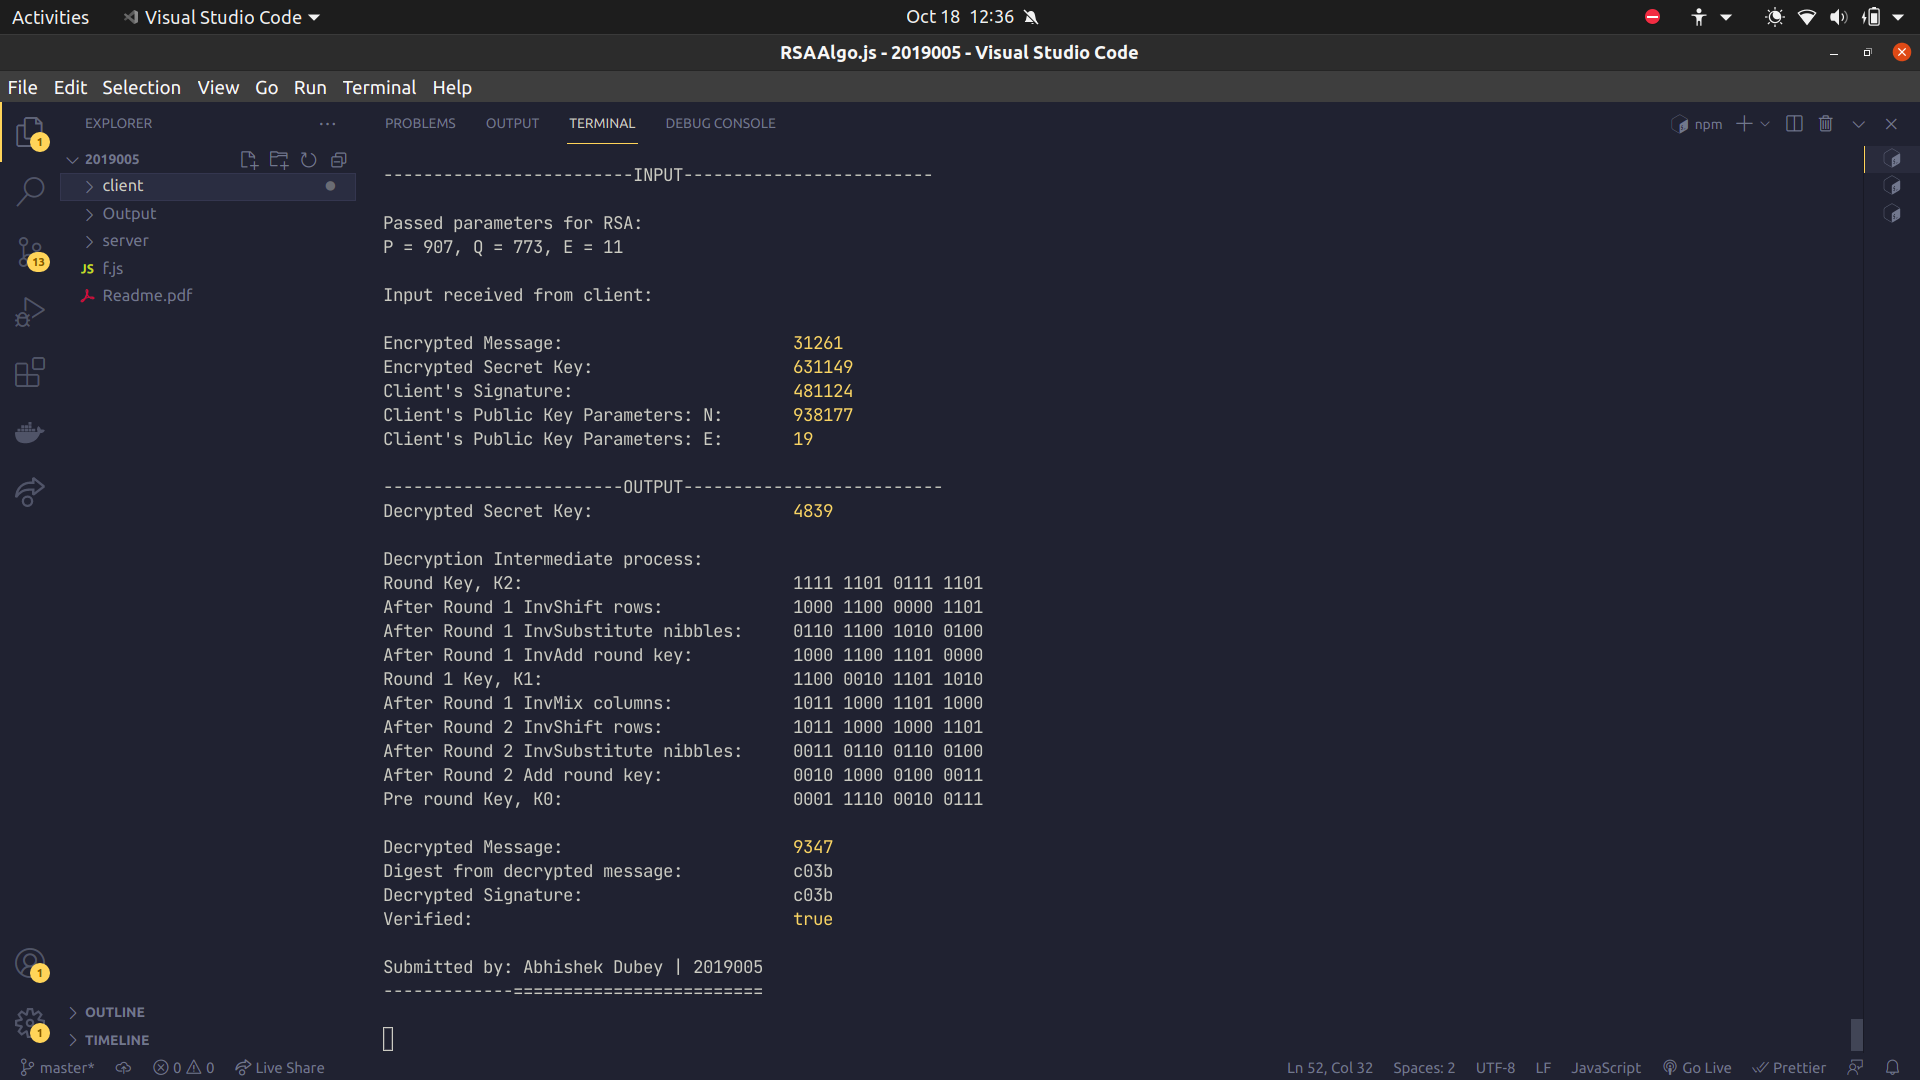 Activities Visual Studio Code Oct 18 12:36
RSAAlgo.js - 2019005 - Visual Studio Code
File Edit Selection View Go Run Terminal Help
EXPLORER ... PROBLEMS OUTPUT TERMINAL DEBUG CONSOLE npm
1
2019005
client
Output
server
13
JS f.js
Readme.pdf
-------------------------INPUT-------------------------
Passed parameters for RSA:
P = 907, Q = 773, E = 11
Input received from client:
Encrypted Message: 31261
Encrypted Secret Key: 631149
Client's Signature: 481124
Client's Public Key Parameters: N: 938177
Client's Public Key Parameters: E: 19
------------------------OUTPUT--------------------------
Decrypted Secret Key: 4839
Decryption Intermediate process:
Round Key, K2: 1111 1101 0111 1101
After Round 1 InvShift rows: 1000 1100 0000 1101
After Round 1 InvSubstitute nibbles: 0110 1100 1010 0100
After Round 1 InvAdd round key: 1000 1100 1101 0000
Round 1 Key, K1: 1100 0010 1101 1010
After Round 1 InvMix columns: 1011 1000 1101 1000
After Round 2 InvShift rows: 1011 1000 1000 1101
After Round 2 InvSubstitute nibbles: 0011 0110 0110 0100
After Round 2 Add round key: 0010 1000 0100 0011
Pre round Key, K0: 0001 1110 0010 0111
Decrypted Message: 9347
Digest from decrypted message: c03b
Decrypted Signature: c03b
Verified: true
Submitted by: Abhishek Dubey | 2019005
-------------=========================
1
OUTLINE
1
TIMELINE
master* 0 0 Live Share Ln 52, Col 32 Spaces: 2 UTF-8 LF JavaScript Go Live Prettier